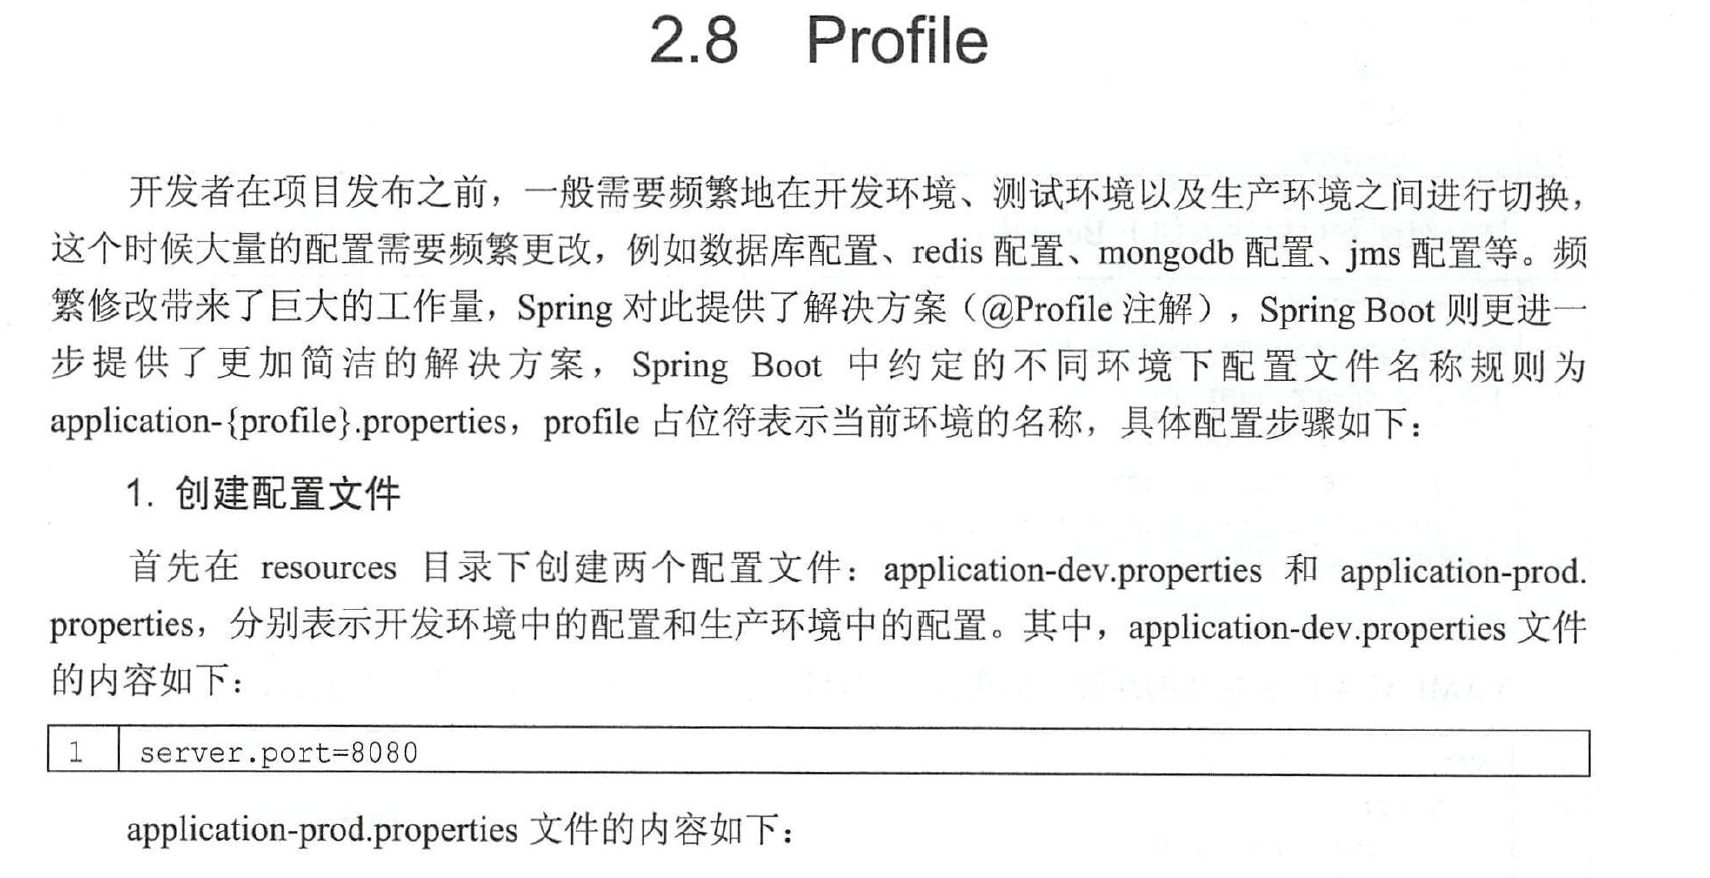 2.8 Profile
开发者在项目发布之前，一般需要频繁地在开发环境、测试环境以及生产环境之间进行切换，
这个时候大量的配置需要频繁更改，例如数据库配置、redis 配置、mongodb 配置、jms 配置等。频
繁修改带来了巨大的工作量，Spring 对此提供了解决方案（@Profile 注解），Spring Boot 则更进一
步提供了更加简洁的解决方案，Spring Boot 中约定的不同环境下配置文件名称规则为
application-{profile}.properties，profile 占位符表示当前环境的名称，具体配置步骤如下：
1. 创建配置文件
首先在 resources 目录下创建两个配置文件：application-dev.properties 和 application-prod.
properties，分别表示开发环境中的配置和生产环境中的配置。其中，application-dev.properties 文件
的内容如下：
1 server.port=8080
application-prod.properties 文件的内容如下：